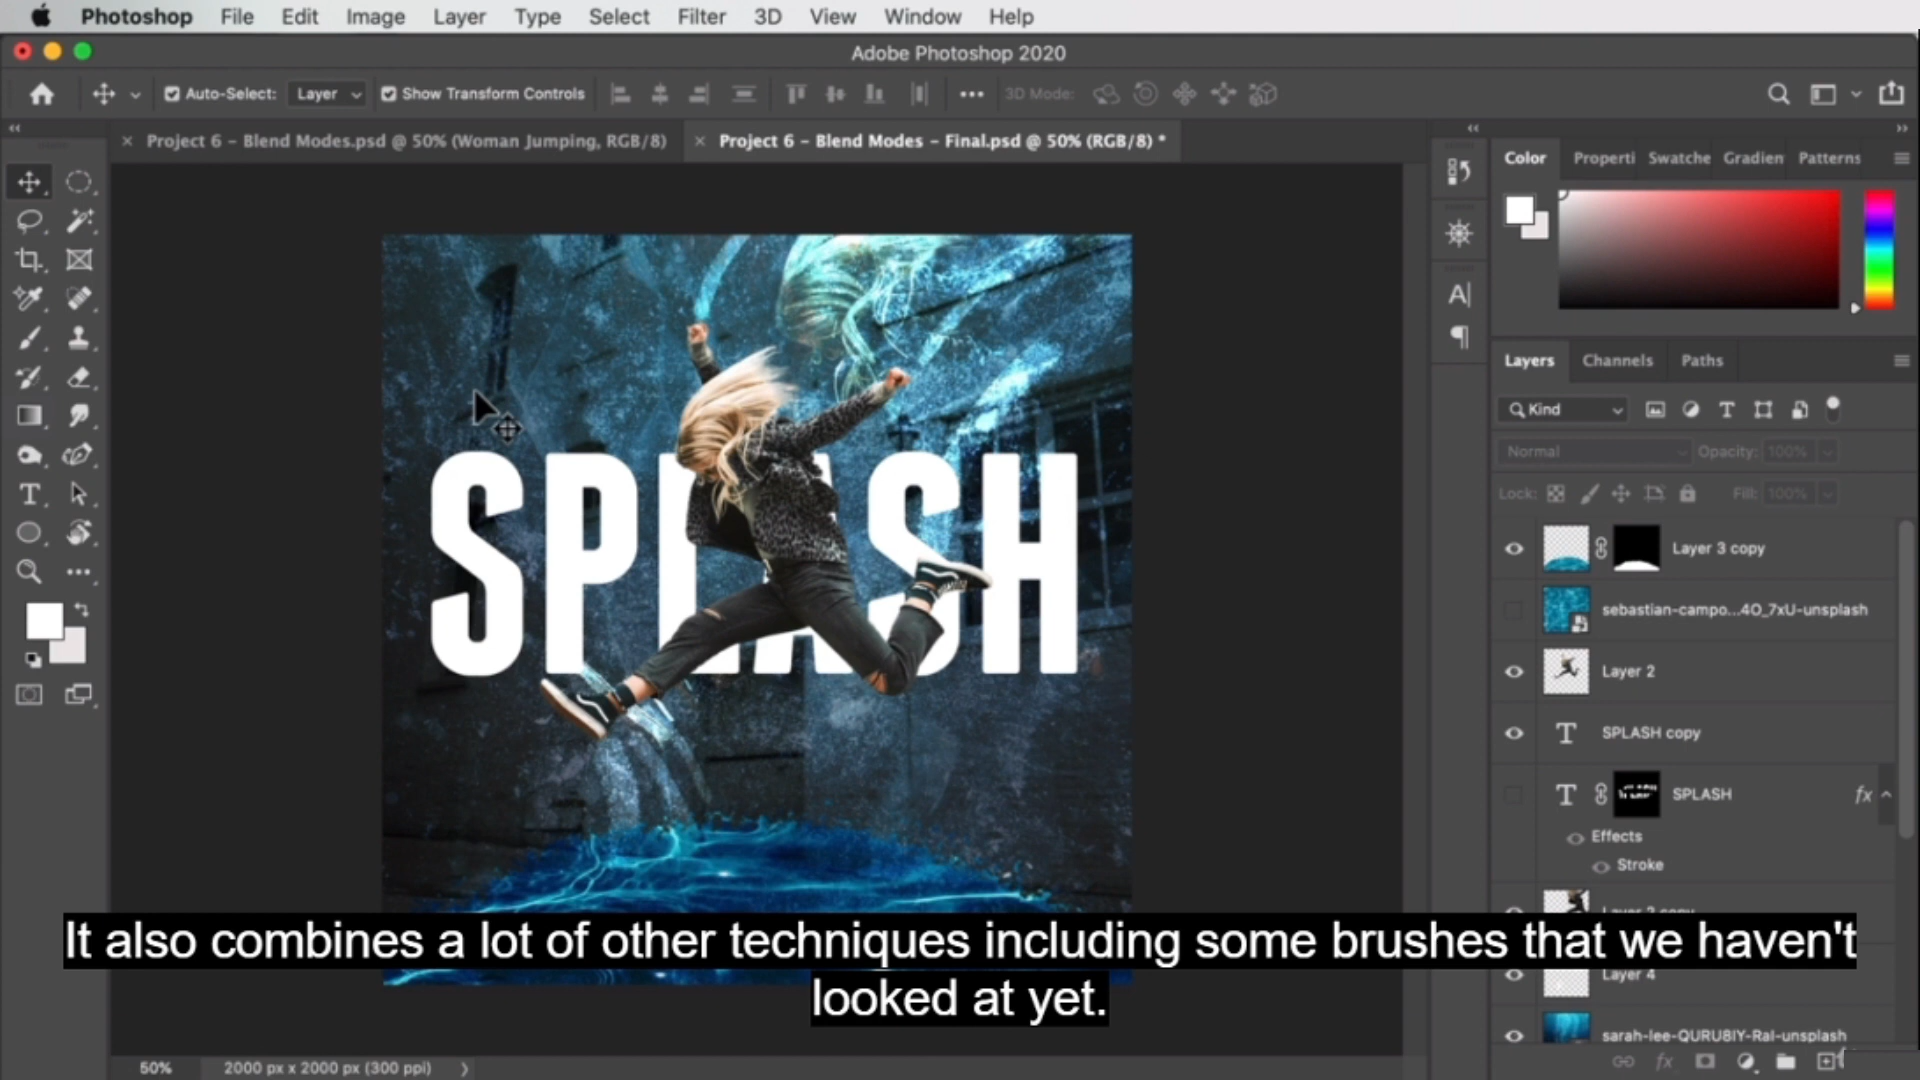 Photoshop File Edit Image Layer Type Select Filter 3D View Window Help
Adobe Photoshop 2020
Auto-Select: Layer Show Transform Controls 3D Mode:
Project 6 – Blend Modes.psd @ 50% (Woman Jumping, RGB/8) Project 6 – Blend Modes – Final.psd @ 50% (RGB/8) *
Color Properti Swatche Gradien Patterns
Layers Channels Paths
Kind
Normal Opacity: 100%
Lock: Fill: 100%
SPLASH
Layer 3 copy
sebastian-campo...4O_7xU-unsplash
Layer 2
SPLASH copy
SPLASH fx
Effects
Stroke
Layer 2 copy
Layer 4
sarah-lee-QURU8IY-RaI-unsplash
It also combines a lot of other techniques including some brushes that we haven't
looked at yet.
50% 2000 px x 2000 px (300 ppi)